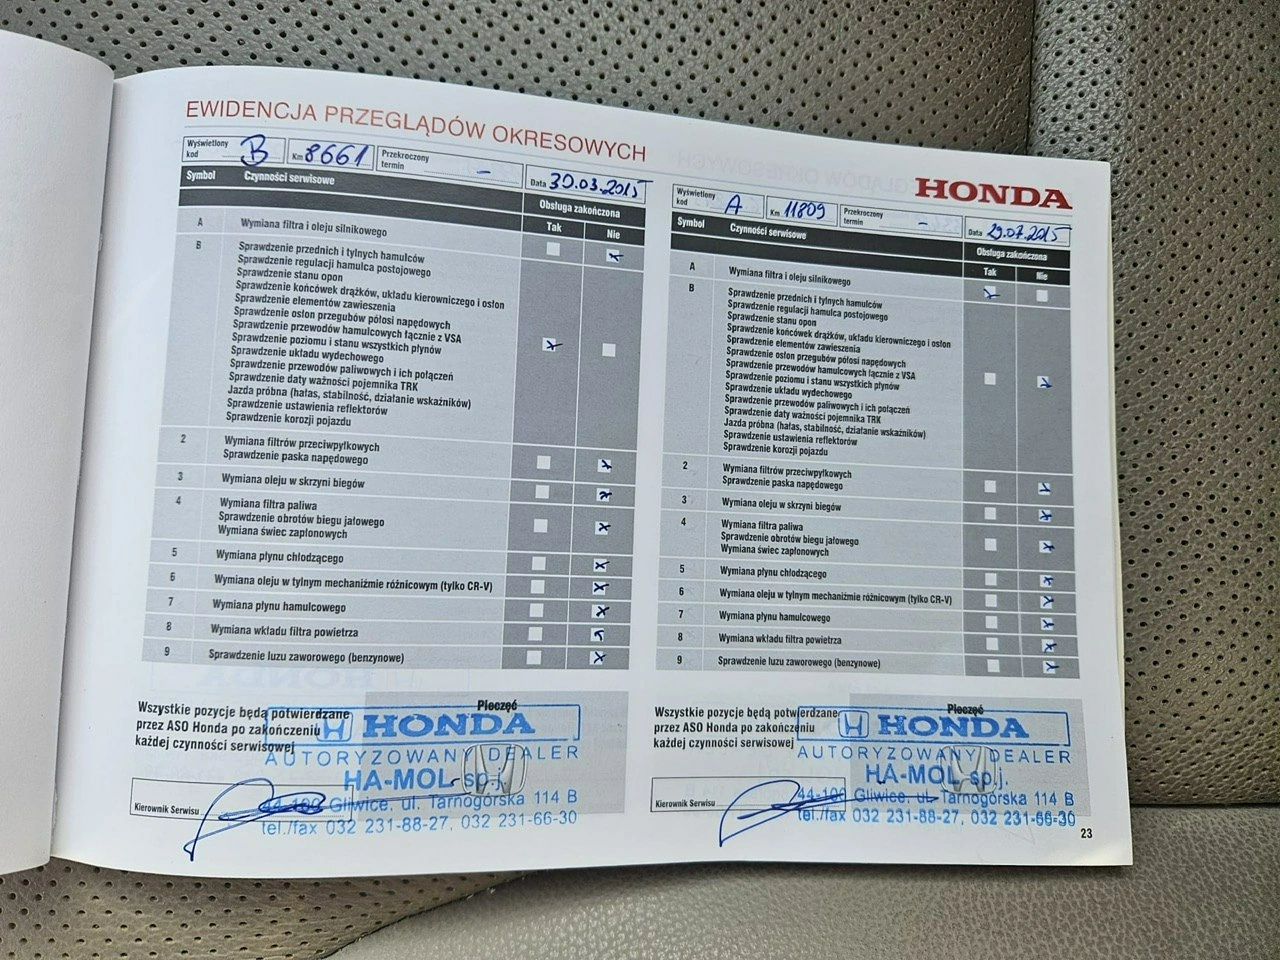 EWIDENCJA PRZEGLĄDÓW OKRESOWYCH
HONDA
Wyświetlony kod B Km 8661 Przekroczony termin - Data 30.03.2015
Symbol Czynności serwisowe Obsługa zakończona
Tak Nie
A Wymiana filtra i oleju silnikowego
B Sprawdzenie przednich i tylnych hamulców
Sprawdzenie regulacji hamulca postojowego
Sprawdzenie stanu opon
Sprawdzenie końcówek drążków, układu kierowniczego i osłon
Sprawdzenie elementów zawieszenia
Sprawdzenie osłon przegubów półosi napędowych
Sprawdzenie przewodów hamulcowych łącznie z VSA
Sprawdzenie poziomu i stanu wszystkich płynów
Sprawdzenie układu wydechowego
Sprawdzenie przewodów paliwowych i ich połączeń
Sprawdzenie daty ważności pojemnika TRK
Jazda próbna (hałas, stabilność, działanie wskaźników)
Sprawdzenie ustawienia reflektorów
Sprawdzenie korozji pojazdu
2 Wymiana filtrów przeciwpyłkowych
Sprawdzenie paska napędowego
3 Wymiana oleju w skrzyni biegów
4 Wymiana filtra paliwa
Sprawdzenie obrotów biegu jałowego
Wymiana świec zapłonowych
5 Wymiana płynu chłodzącego
6 Wymiana oleju w tylnym mechaniźmie różnicowym (tylko CR-V)
7 Wymiana płynu hamulcowego
8 Wymiana wkładu filtra powietrza
9 Sprawdzenie luzu zaworowego (benzynowe)
Wszystkie pozycje będą potwierdzane
przez ASO Honda po zakończeniu
każdej czynności serwisowej
Pieczęć
HONDA
AUTORYZOWANY DEALER
HA-MOL sp.j.
44-100 Gliwice, ul. Tarnogórska 114 B
tel./fax 032 231-88-27, 032 231-66-30
Kierownik Serwisu
Wyświetlony kod A Km 11809 Przekroczony termin - Data 29.07.2015
Symbol Czynności serwisowe Obsługa zakończona
Tak Nie
A Wymiana filtra i oleju silnikowego
B Sprawdzenie przednich i tylnych hamulców
Sprawdzenie regulacji hamulca postojowego
Sprawdzenie stanu opon
Sprawdzenie końcówek drążków, układu kierowniczego i osłon
Sprawdzenie elementów zawieszenia
Sprawdzenie osłon przegubów półosi napędowych
Sprawdzenie przewodów hamulcowych łącznie z VSA
Sprawdzenie poziomu i stanu wszystkich płynów
Sprawdzenie układu wydechowego
Sprawdzenie przewodów paliwowych i ich połączeń
Sprawdzenie daty ważności pojemnika TRK
Jazda próbna (hałas, stabilność, działanie wskaźników)
Sprawdzenie ustawienia reflektorów
Sprawdzenie korozji pojazdu
2 Wymiana filtrów przeciwpyłkowych
Sprawdzenie paska napędowego
3 Wymiana oleju w skrzyni biegów
4 Wymiana filtra paliwa
Sprawdzenie obrotów biegu jałowego
Wymiana świec zapłonowych
5 Wymiana płynu chłodzącego
6 Wymiana oleju w tylnym mechaniźmie różnicowym (tylko CR-V)
7 Wymiana płynu hamulcowego
8 Wymiana wkładu filtra powietrza
9 Sprawdzenie luzu zaworowego (benzynowe)
Wszystkie pozycje będą potwierdzane
przez ASO Honda po zakończeniu
każdej czynności serwisowej
Pieczęć
HONDA
AUTORYZOWANY DEALER
HA-MOL sp.j.
44-100 Gliwice, ul. Tarnogórska 114 B
tel./fax 032 231-88-27, 032 231-66-30
Kierownik Serwisu
23